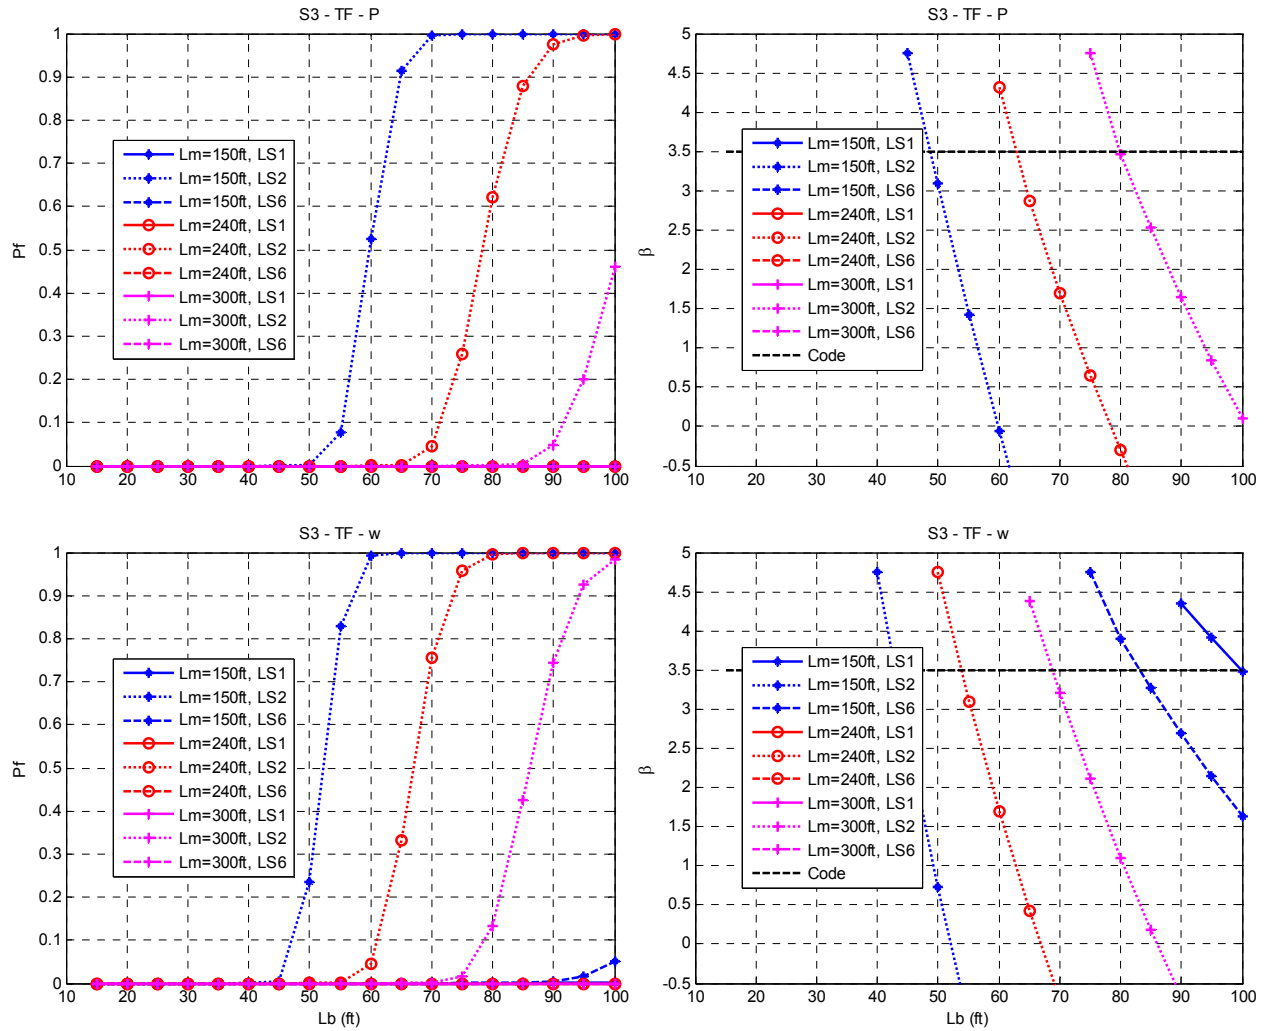 S3 - TF - P
Pf
1
0.9
0.8
0.7
0.6
0.5
0.4
0.3
0.2
0.1
0
10 20 30 40 50 60 70 80 90 100
Lm=150ft, LS1
Lm=150ft, LS2
Lm=150ft, LS6
Lm=240ft, LS1
Lm=240ft, LS2
Lm=240ft, LS6
Lm=300ft, LS1
Lm=300ft, LS2
Lm=300ft, LS6
S3 - TF - P
β
5
4.5
4
3.5
3
2.5
2
1.5
1
0.5
0
-0.5
10 20 30 40 50 60 70 80 90 100
Lm=150ft, LS1
Lm=150ft, LS2
Lm=150ft, LS6
Lm=240ft, LS1
Lm=240ft, LS2
Lm=240ft, LS6
Lm=300ft, LS1
Lm=300ft, LS2
Lm=300ft, LS6
Code
S3 - TF - w
Pf
1
0.9
0.8
0.7
0.6
0.5
0.4
0.3
0.2
0.1
0
10 20 30 40 50 60 70 80 90 100
Lb (ft)
Lm=150ft, LS1
Lm=150ft, LS2
Lm=150ft, LS6
Lm=240ft, LS1
Lm=240ft, LS2
Lm=240ft, LS6
Lm=300ft, LS1
Lm=300ft, LS2
Lm=300ft, LS6
S3 - TF - w
β
5
4.5
4
3.5
3
2.5
2
1.5
1
0.5
0
-0.5
10 20 30 40 50 60 70 80 90 100
Lb (ft)
Lm=150ft, LS1
Lm=150ft, LS2
Lm=150ft, LS6
Lm=240ft, LS1
Lm=240ft, LS2
Lm=240ft, LS6
Lm=300ft, LS1
Lm=300ft, LS2
Lm=300ft, LS6
Code